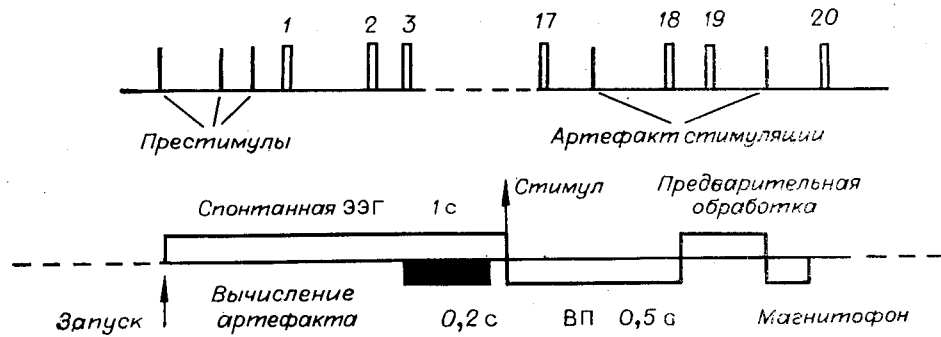 1 2 3 17 18 19 20
Престимулы
Артефакт стимуляции
Стимул
Предварительная
обработка
Спонтанная ЭЭГ 1 с
Запуск
Вычисление
артефакта
0,2 с
ВП 0,5 с
Магнитофон